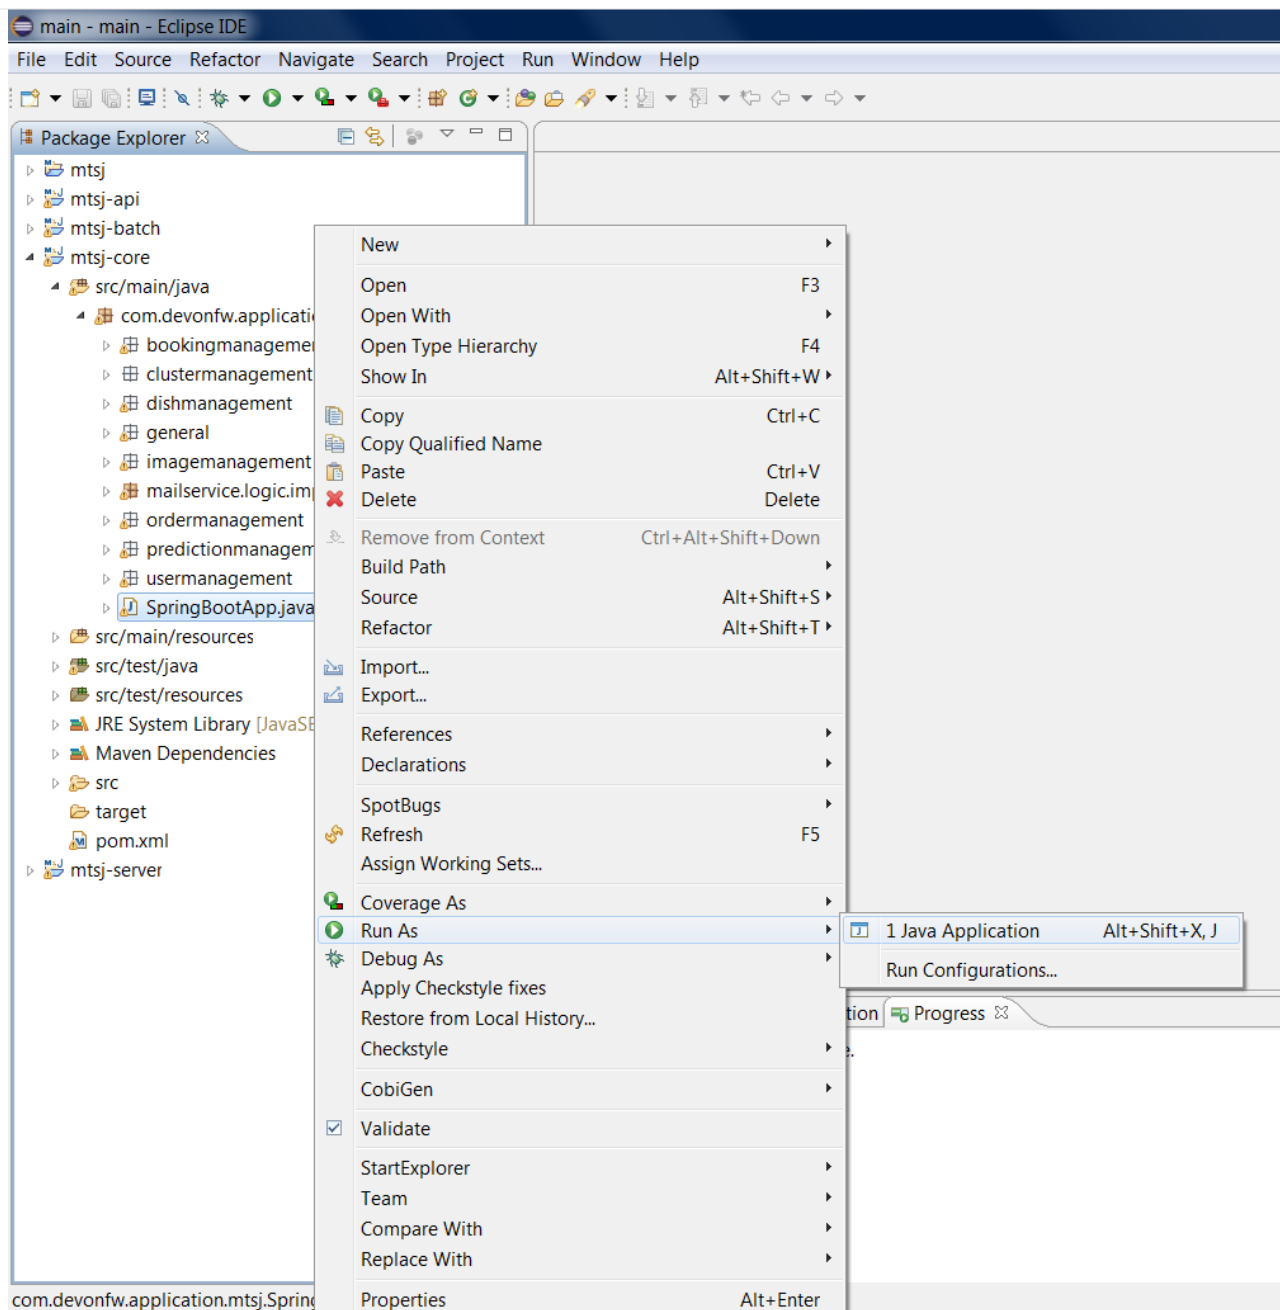 main - main - Eclipse IDE
File Edit Source Refactor Navigate Search Project Run Window Help
Package Explorer
mtsj
mtsj-api
mtsj-batch
mtsj-core
src/main/java
com.devonfw.applicati
bookingmanagemen
clustermanagement
dishmanagement
general
imagemanagement
mailservice.logic.imp
ordermanagement
predictionmanagem
usermanagement
SpringBootApp.java
src/main/resources
src/test/java
src/test/resources
JRE System Library [JavaSE
Maven Dependencies
src
target
pom.xml
mtsj-server
New
Open F3
Open With
Open Type Hierarchy F4
Show In Alt+Shift+W
Copy Ctrl+C
Copy Qualified Name
Paste Ctrl+V
Delete Delete
Remove from Context Ctrl+Alt+Shift+Down
Build Path
Source Alt+Shift+S
Refactor Alt+Shift+T
Import...
Export...
References
Declarations
SpotBugs
Refresh F5
Assign Working Sets...
Coverage As
Run As
Debug As
Apply Checkstyle fixes
Restore from Local History...
Checkstyle
CobiGen
Validate
StartExplorer
Team
Compare With
Replace With
Properties Alt+Enter
1 Java Application Alt+Shift+X, J
Run Configurations...
tion Progress
e.
com.devonfw.application.mtsj.Spring